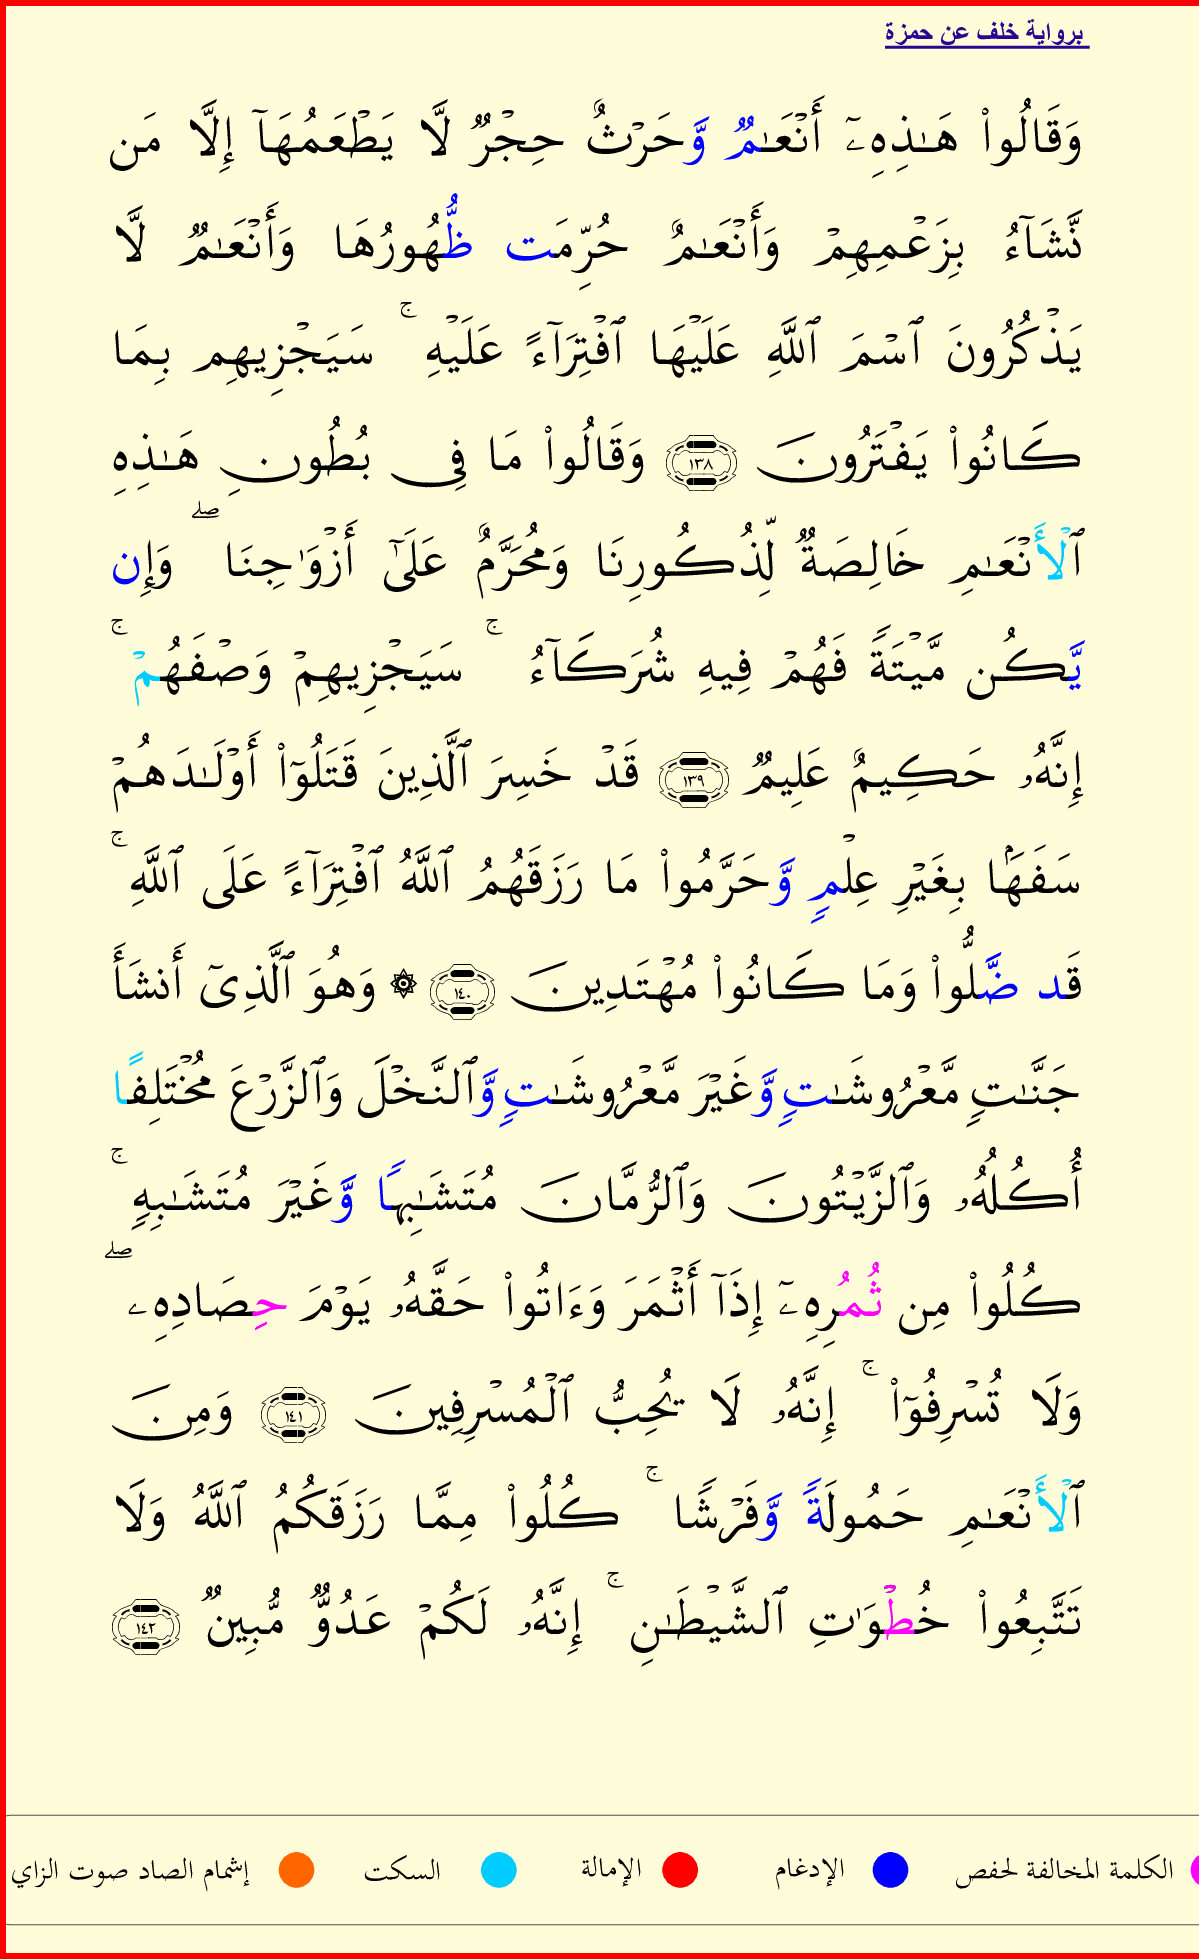 برواية خلف عن حمزة
وَقَالُوا۟ هَـٰذِهِۦٓ أَنْعَـٰمٌ وَّحَرْثٌ حِجْرٌ لَّا يَطْعَمُهَآ إِلَّا مَن
نَّشَآءُ بِزَعْمِهِمْ وَأَنْعَـٰمٌ حُرِّمَت ظُّهُورُهَا وَأَنْعَـٰمٌ لَّا
يَذْكُرُونَ ٱسْمَ ٱللَّهِ عَلَيْهَا ٱفْتِرَآءً عَلَيْهِ ۚ سَيَجْزِيهِم بِمَا
كَانُوا۟ يَفْتَرُونَ ١٣٨ وَقَالُوا۟ مَا فِى بُطُونِ هَـٰذِهِ
ٱلْأَنْعَـٰمِ خَالِصَةٌ لِّذُكُورِنَا وَمُحَرَّمٌ عَلَىٰٓ أَزْوَٰجِنَا ۖ وَإِن
يَّكُن مَّيْتَةً فَهُمْ فِيهِ شُرَكَآءُ ۚ سَيَجْزِيهِمْ وَصْفَهُمْ ۚ
إِنَّهُۥ حَكِيمٌ عَلِيمٌ ١٣٩ قَدْ خَسِرَ ٱلَّذِينَ قَتَلُوٓا۟ أَوْلَـٰدَهُمْ
سَفَهًۢا بِغَيْرِ عِلْمٍ وَّحَرَّمُوا۟ مَا رَزَقَهُمُ ٱللَّهُ ٱفْتِرَآءً عَلَى ٱللَّهِ ۚ
قَد ضَّلُّوا۟ وَمَا كَانُوا۟ مُهْتَدِينَ ١٤٠ ۞ وَهُوَ ٱلَّذِىٓ أَنشَأَ
جَنَّـٰتٍ مَّعْرُوشَـٰتٍ وَّغَيْرَ مَّعْرُوشَـٰتٍ وَّٱلنَّخْلَ وَٱلزَّرْعَ مُخْتَلِفًا
أُكُلُهُۥ وَٱلزَّيْتُونَ وَٱلرُّمَّانَ مُتَشَـٰبِهًا وَّغَيْرَ مُتَشَـٰبِهٍ ۚ
كُلُوا۟ مِن ثُمُرِهِۦٓ إِذَآ أَثْمَرَ وَءَاتُوا۟ حَقَّهُۥ يَوْمَ حِصَادِهِۦ ۖ
وَلَا تُسْرِفُوٓا۟ ۚ إِنَّهُۥ لَا يُحِبُّ ٱلْمُسْرِفِينَ ١٤١ وَمِنَ
ٱلْأَنْعَـٰمِ حَمُولَةً وَّفَرْشًا ۚ كُلُوا۟ مِمَّا رَزَقَكُمُ ٱللَّهُ وَلَا
تَتَّبِعُوا۟ خُطْوَٰتِ ٱلشَّيْطَـٰنِ ۚ إِنَّهُۥ لَكُمْ عَدُوٌّ مُّبِينٌ ١٤٢
الكلمة المخالفة لحفص الإدغام الإمالة السكت إشمام الصاد صوت الزاي